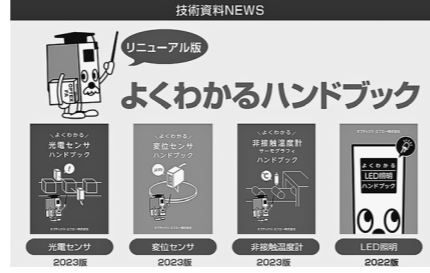 技術資料NEWS
リニューアル版
よくわかるハンドブック
よくわかる
光電センサ
ハンドブック
よくわかる
変位センサ
ハンドブック
よくわかる
非接触温度計
サーモグラフィ
ハンドブック
℃
よくわかる
LED照明
ハンドブック
光電センサ
2023版
変位センサ
2023版
非接触温度計
2023版
LED照明
2022版